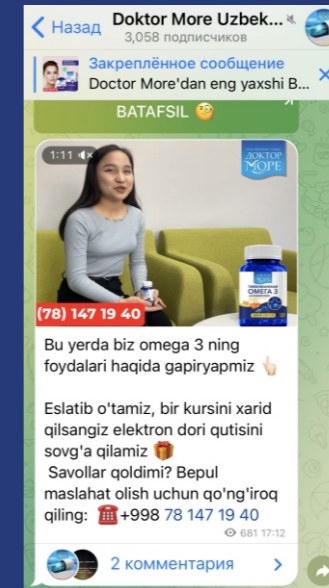 Назад
Doktor More Uzbek...
3,058 подписчиков
Закреплённое сообщение
Doctor More'dan eng yaxshi B...
BATAFSIL 🧐
1:11
ДОКТОР
МОРЕ
ОМЕГА 3
(78) 147 19 40
Bu yerda biz omega 3 ning
foydalari haqida gapiryapmiz 👆🏻
Eslatib o'tamiz, bir kursini xarid
qilsangiz elektron dori qutisini
sovg'a qilamiz 🎁
Savollar qoldimi? Bepul
maslahat olish uchun qo'ng'iroq
qiling: ☎️+998 78 147 19 40
681 17:12
2 комментария